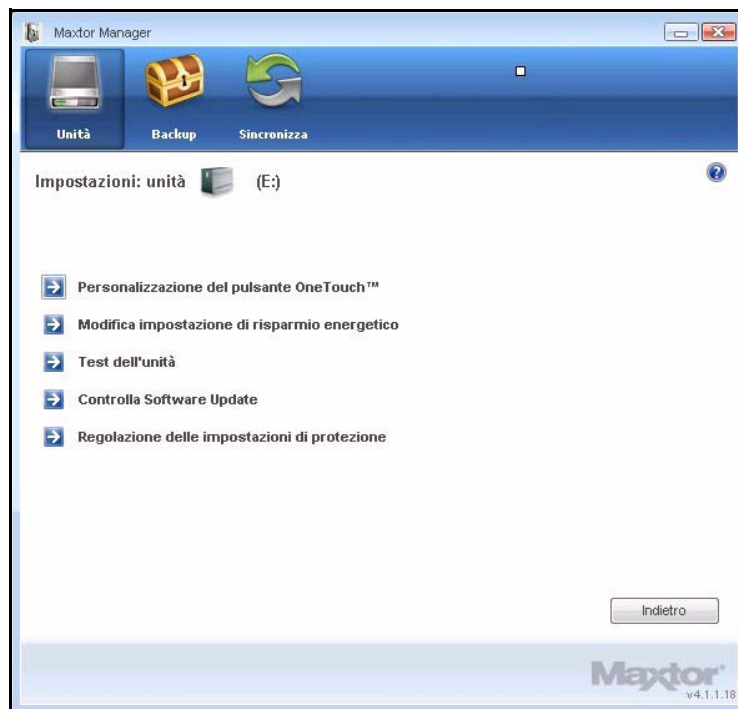 Maxtor Manager
Unità Backup Sincronizza
Impostazioni: unità (E:)
Personalizzazione del pulsante OneTouch™
Modifica impostazione di risparmio energetico
Test dell'unità
Controlla Software Update
Regolazione delle impostazioni di protezione
Indietro
Maxtor
v4.1.1.18